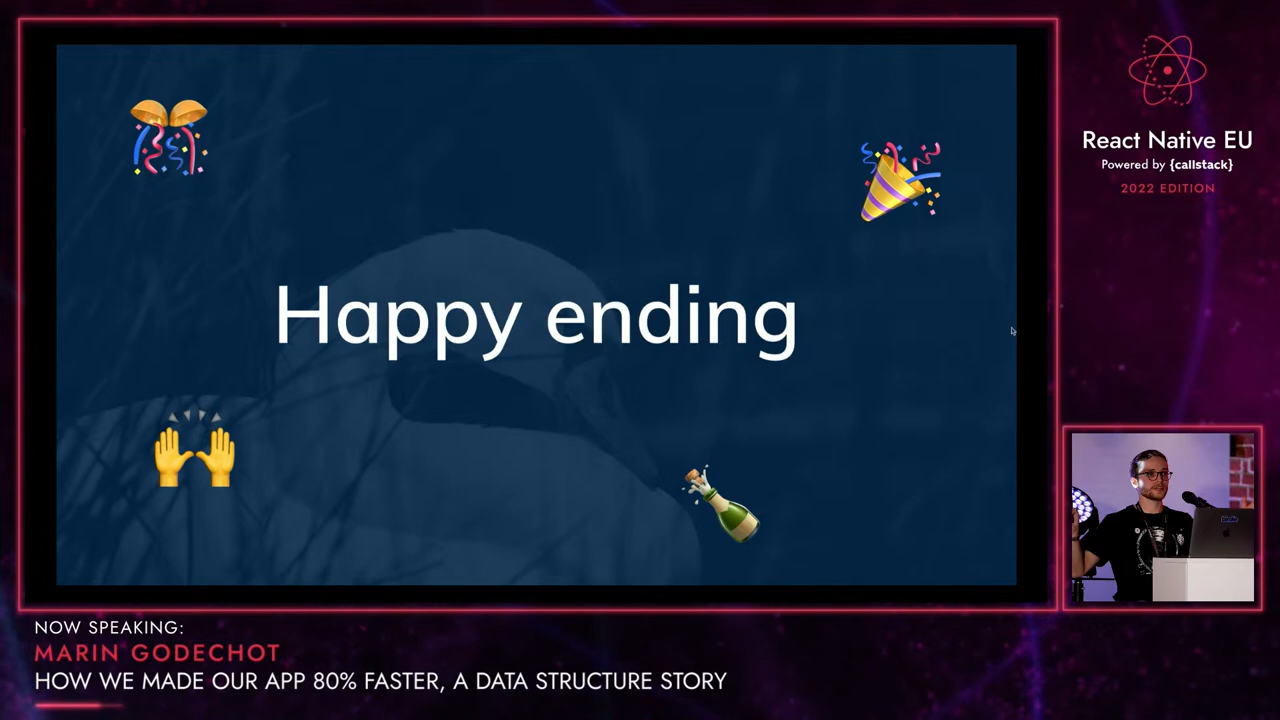 Happy ending
React Native EU
Powered by {callstack}
2022 EDITION
NOW SPEAKING:
MARIN GODECHOT
HOW WE MADE OUR APP 80% FASTER, A DATA STRUCTURE STORY